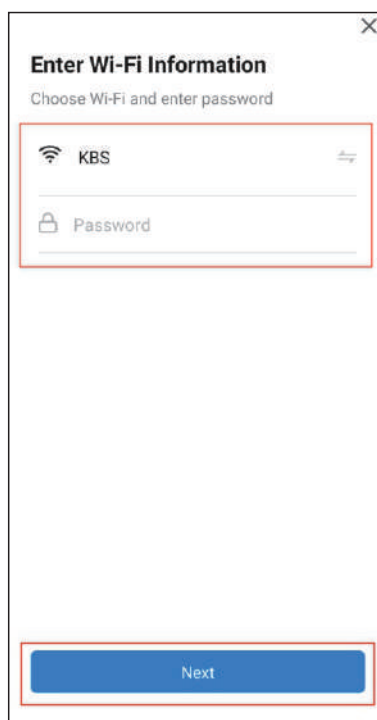 Enter Wi-Fi Information
Choose Wi-Fi and enter password
KBS
Password
Next